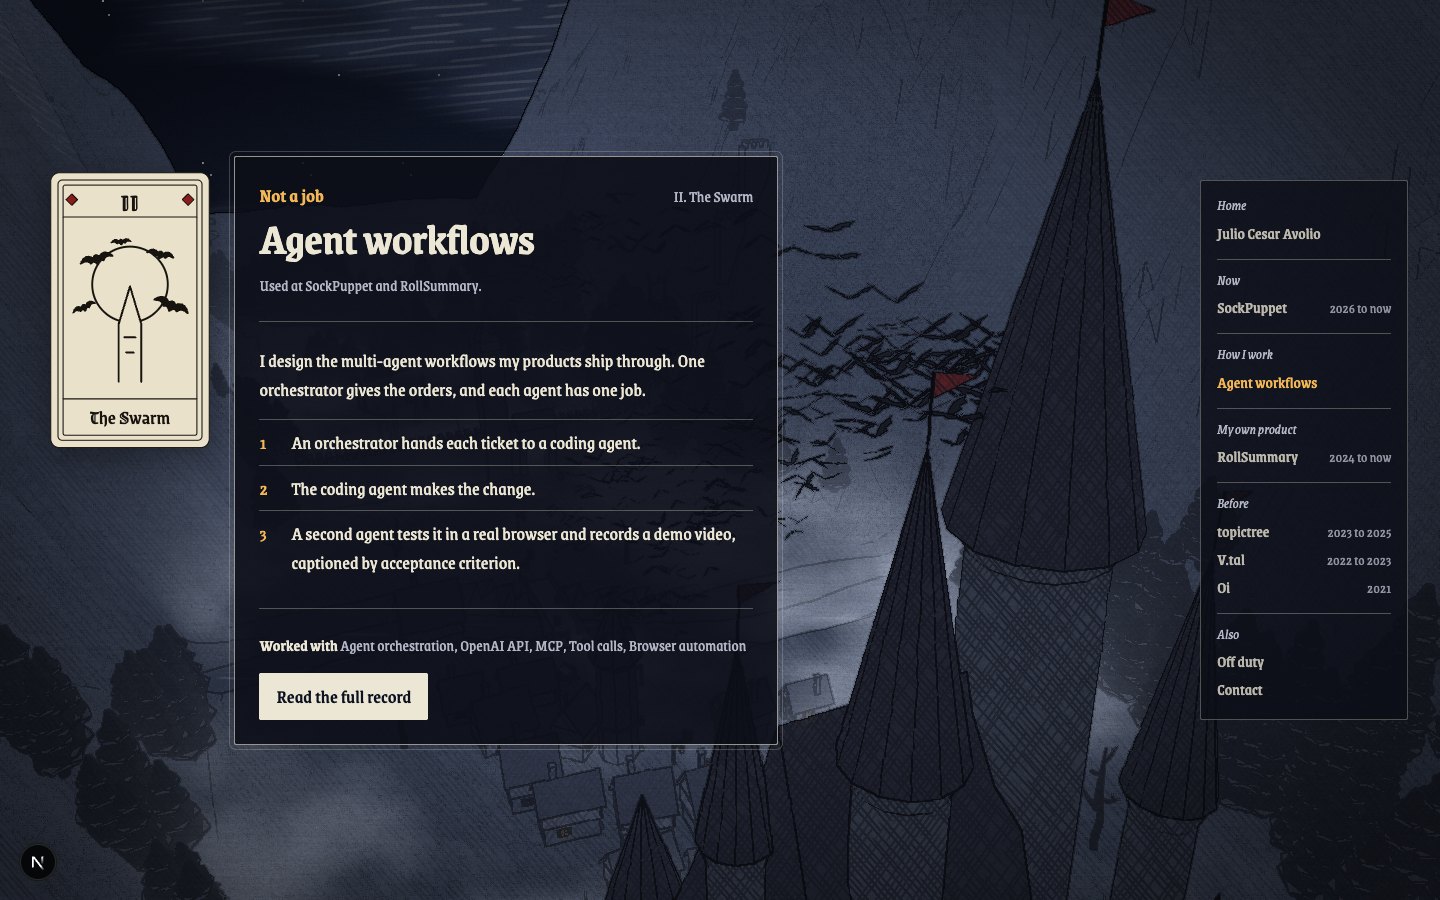 II
The Swarm
Not a job
II. The Swarm
Agent workflows
Used at SockPuppet and RollSummary.
I design the multi-agent workflows my products ship through. One
orchestrator gives the orders, and each agent has one job.
1 An orchestrator hands each ticket to a coding agent.
2 The coding agent makes the change.
3 A second agent tests it in a real browser and records a demo video,
captioned by acceptance criterion.
Worked with Agent orchestration, OpenAI API, MCP, Tool calls, Browser automation
Read the full record
Home
Julio Cesar Avolio
Now
SockPuppet 2026 to now
How I work
Agent workflows
My own product
RollSummary 2024 to now
Before
topictree 2023 to 2025
V.tal 2022 to 2023
Oi 2021
Also
Off duty
Contact
N